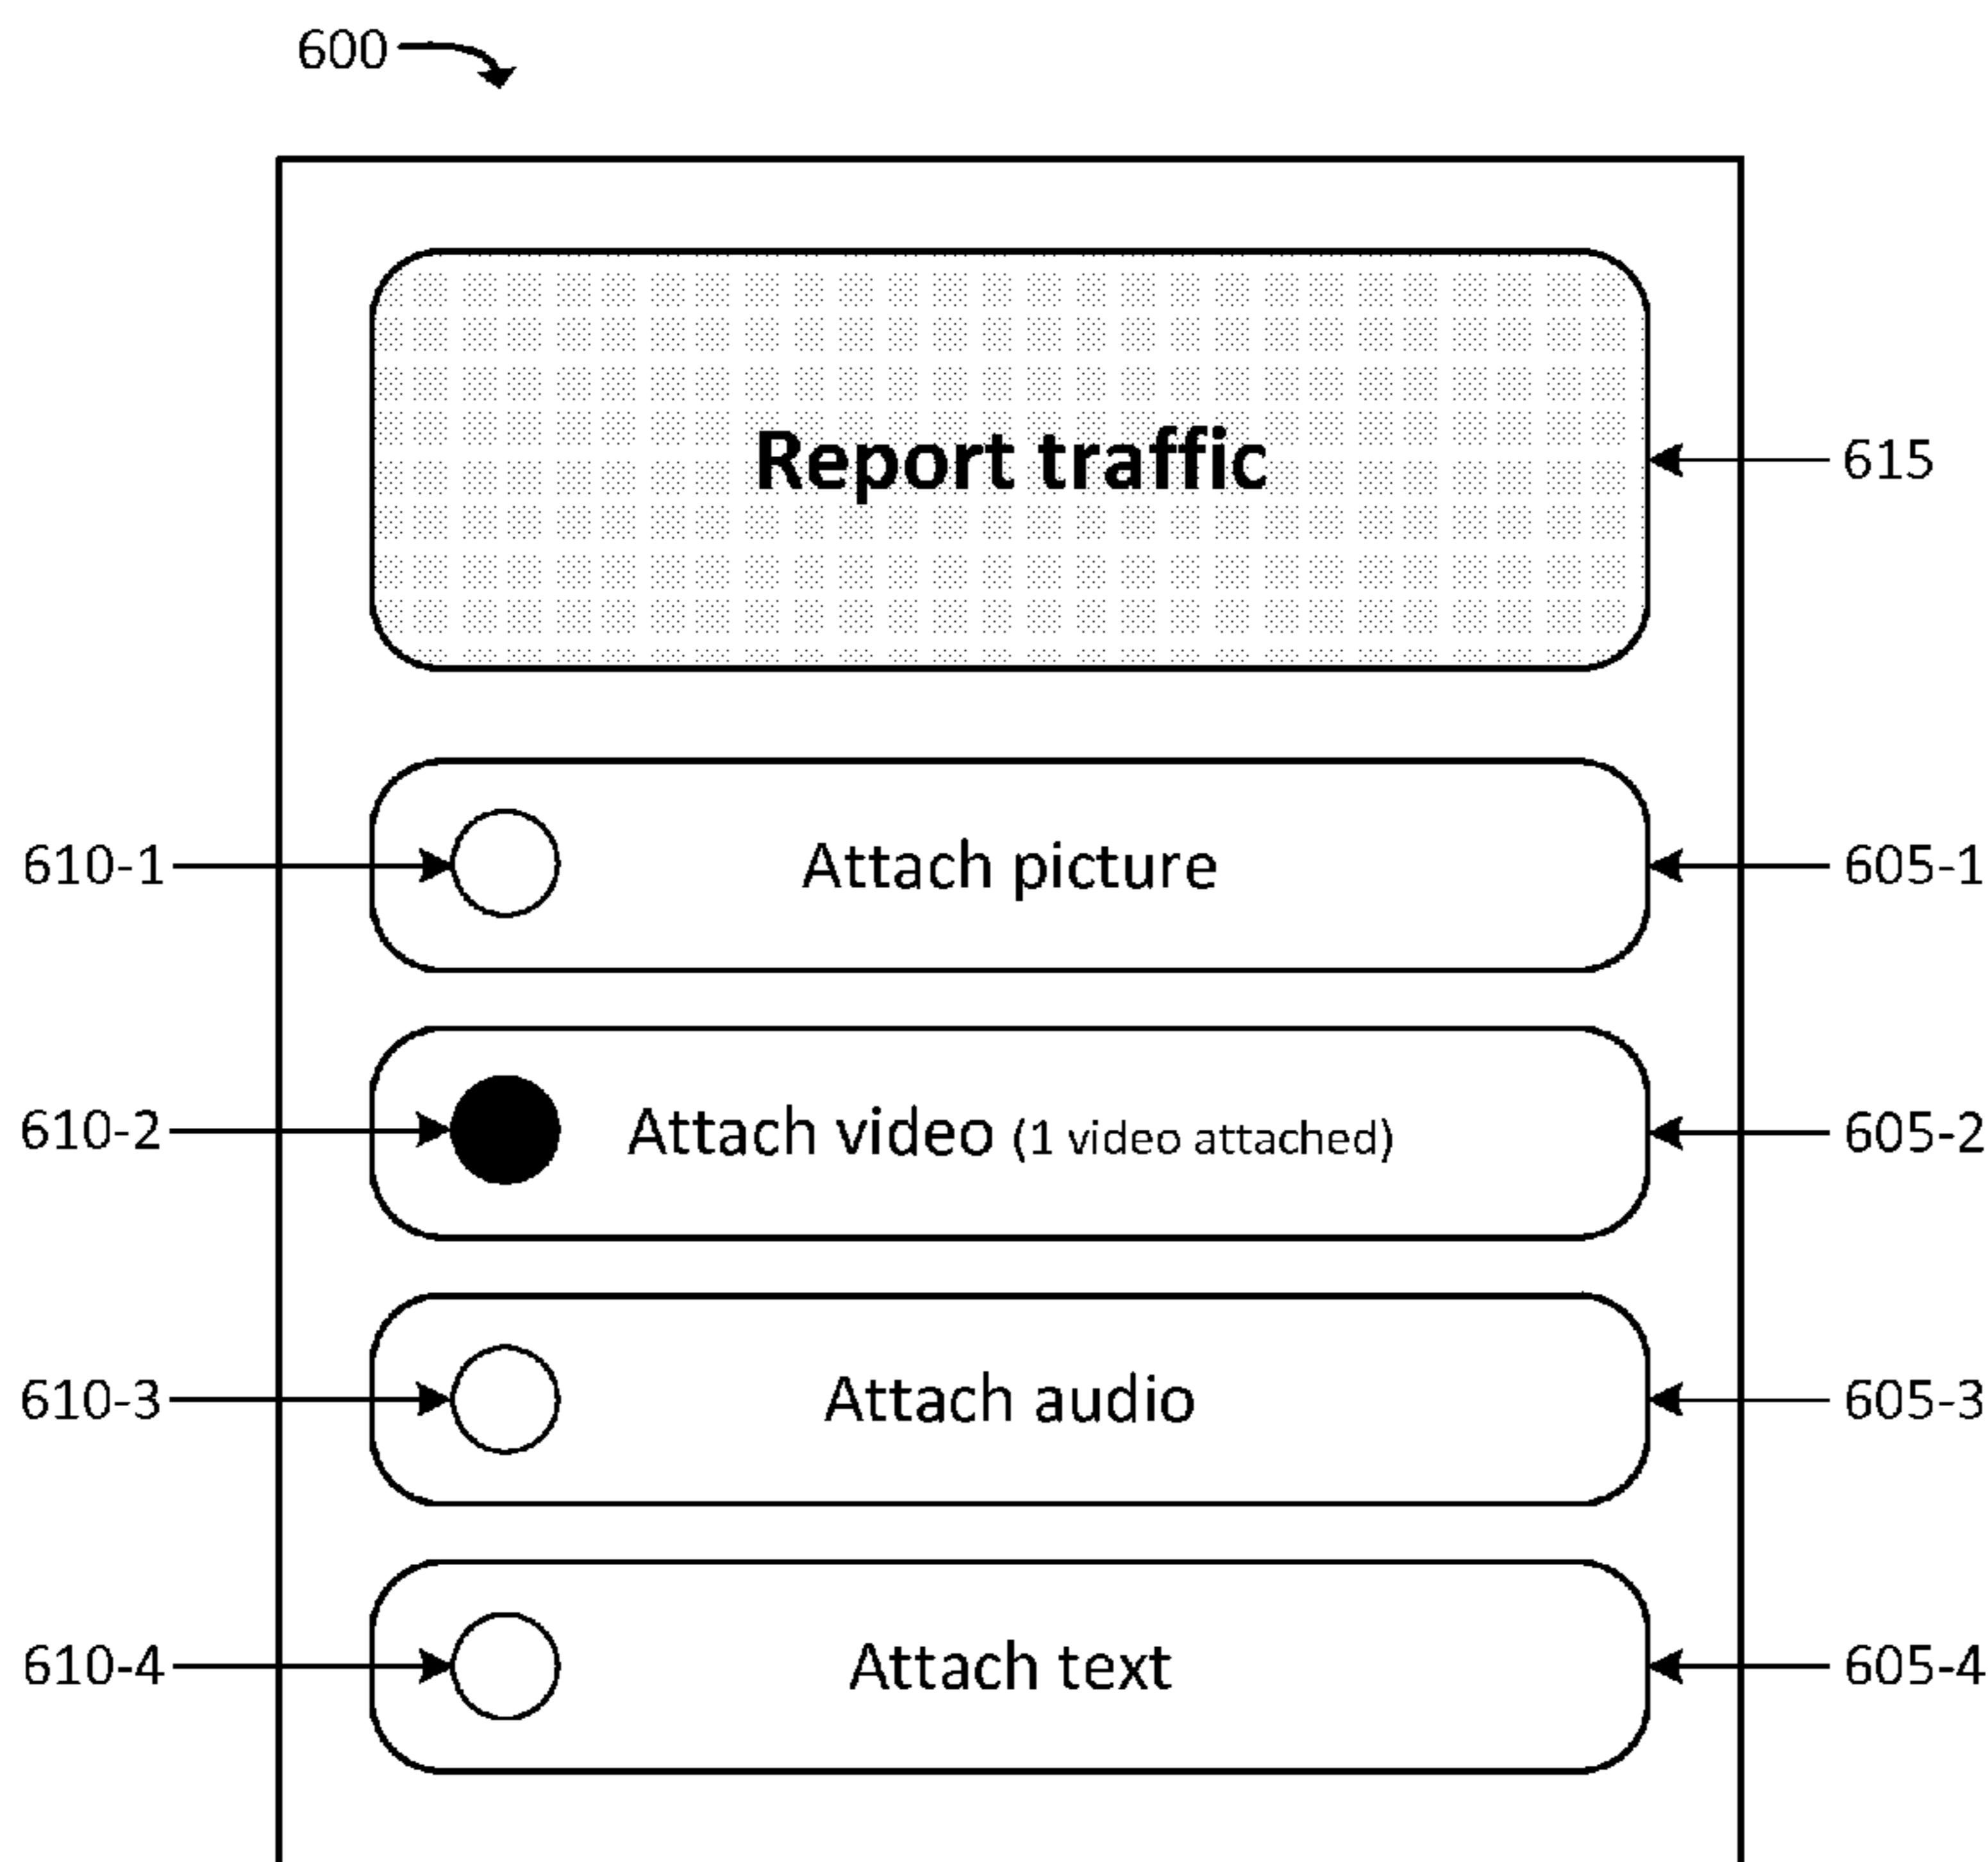 600
Report traffic
615
610-1
Attach picture
605-1
610-2
Attach video (1 video attached)
605-2
610-3
Attach audio
605-3
610-4
Attach text
605-4